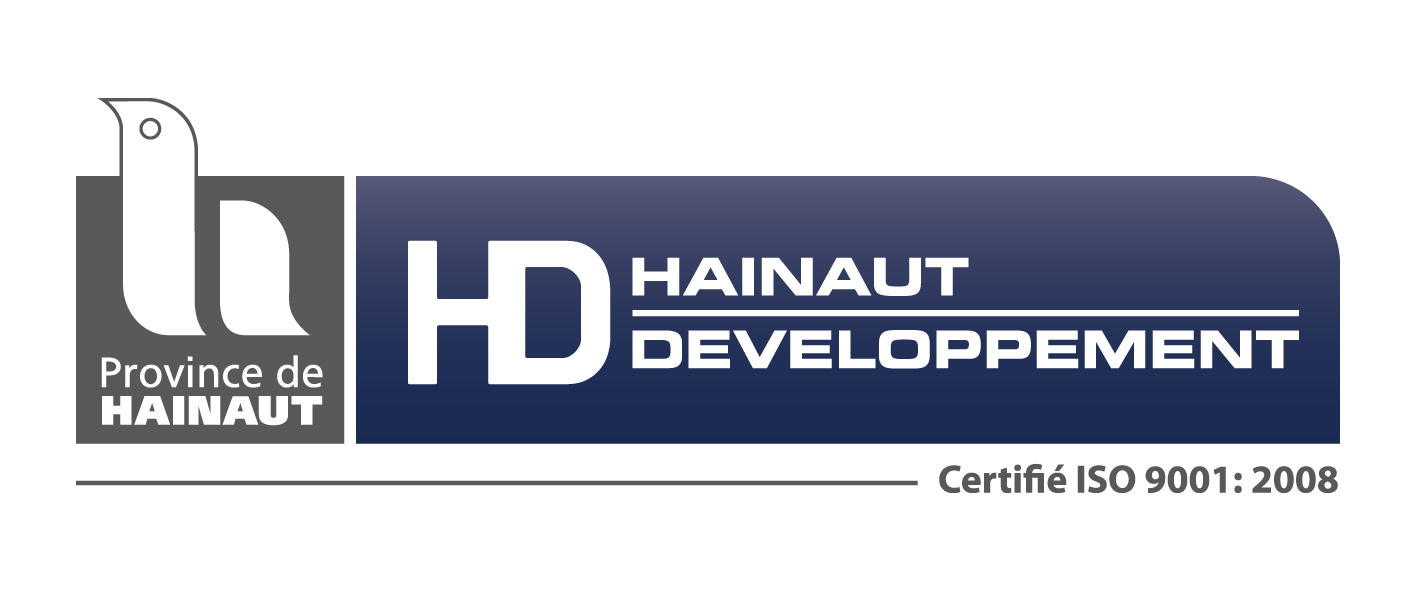 Province de
HAINAUT
HD
HAINAUT
DEVELOPPEMENT
Certifié ISO 9001: 2008